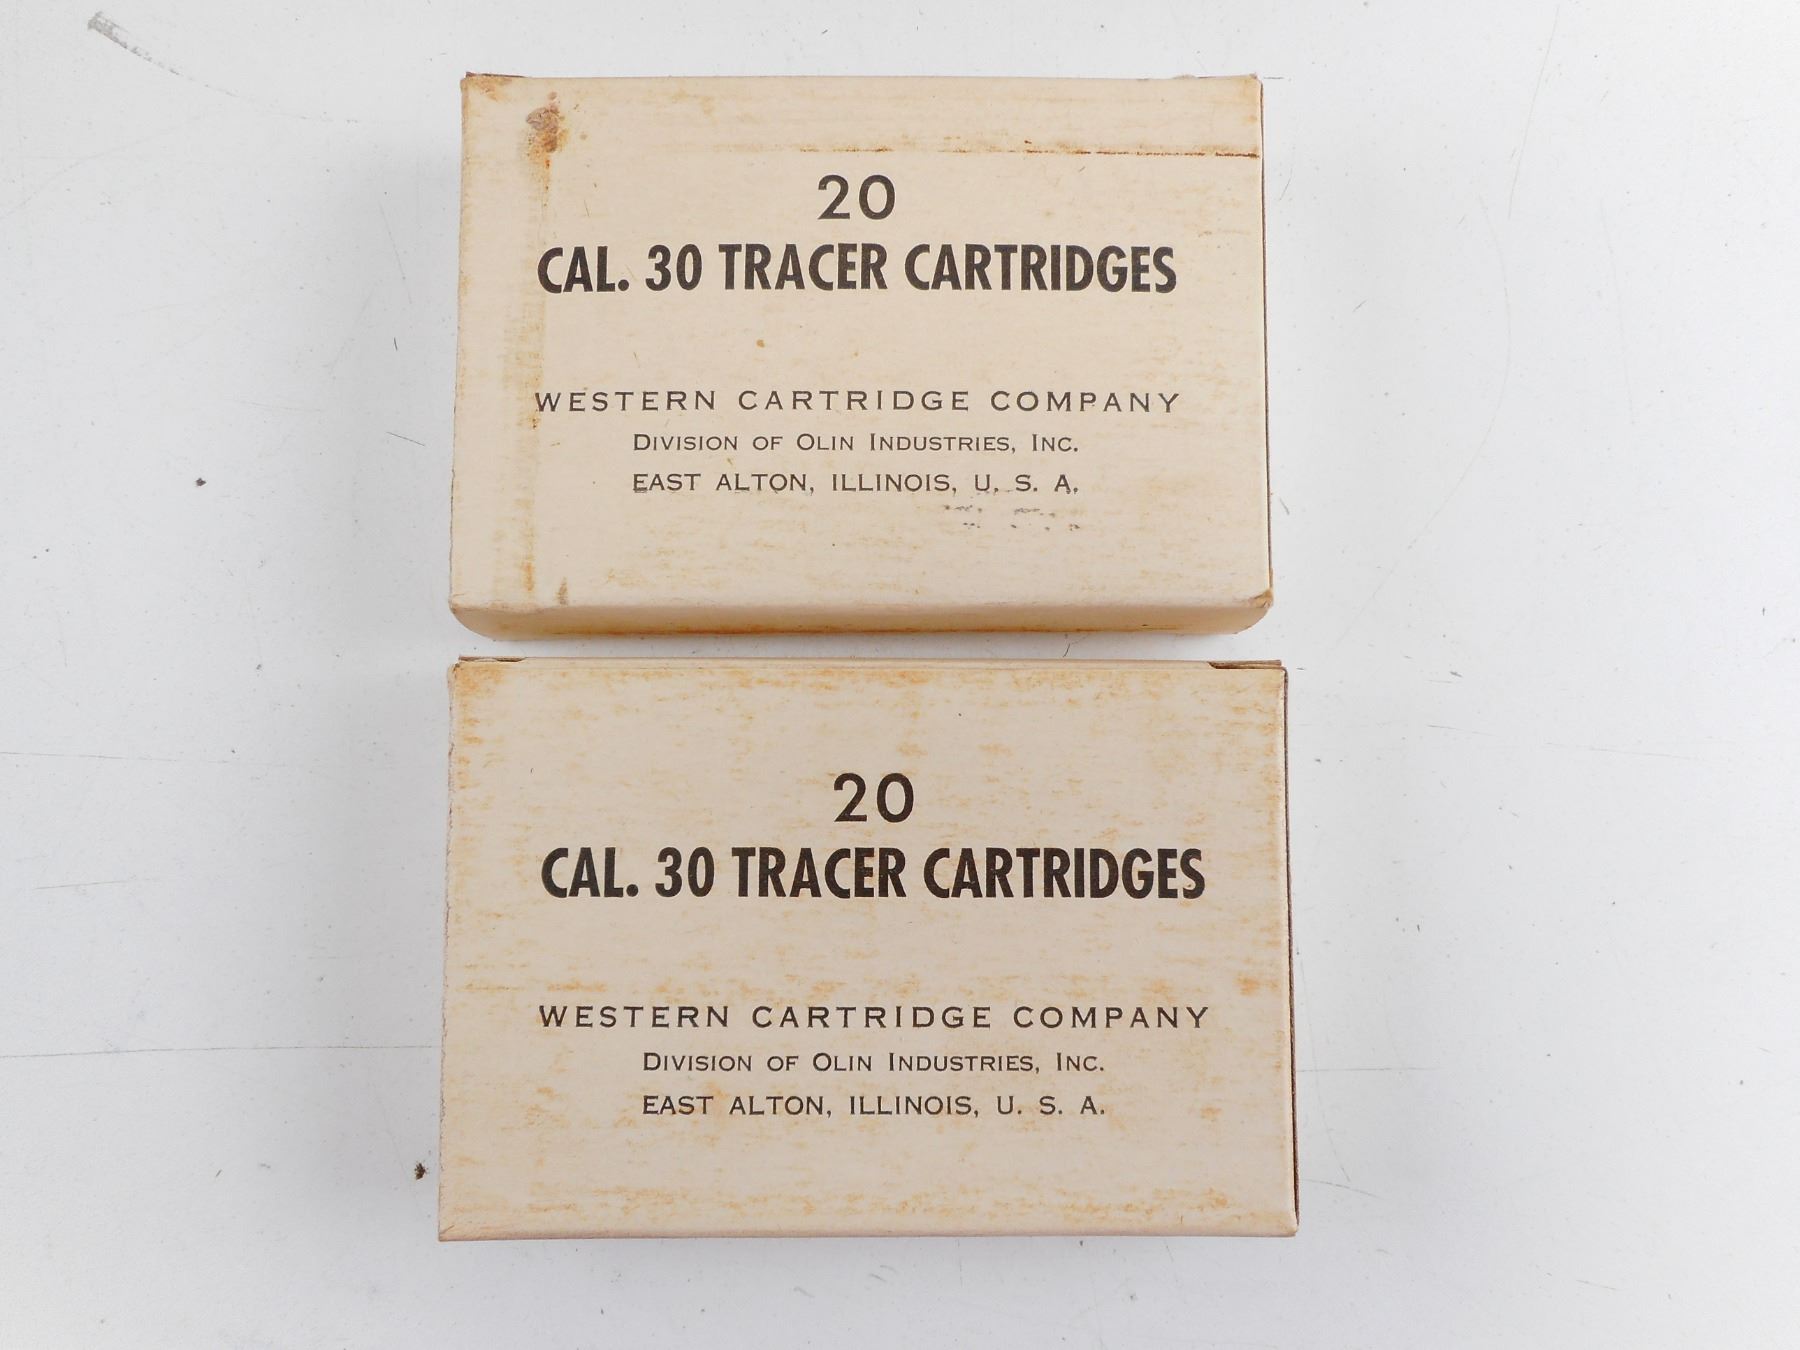 20
CAL. 30 TRACER CARTRIDGES
WESTERN CARTRIDGE COMPANY
DIVISION OF OLIN INDUSTRIES, INC.
EAST ALTON, ILLINOIS, U. S. A.
20
CAL. 30 TRACER CARTRIDGES
WESTERN CARTRIDGE COMPANY
DIVISION OF OLIN INDUSTRIES, INC.
EAST ALTON, ILLINOIS, U. S. A.